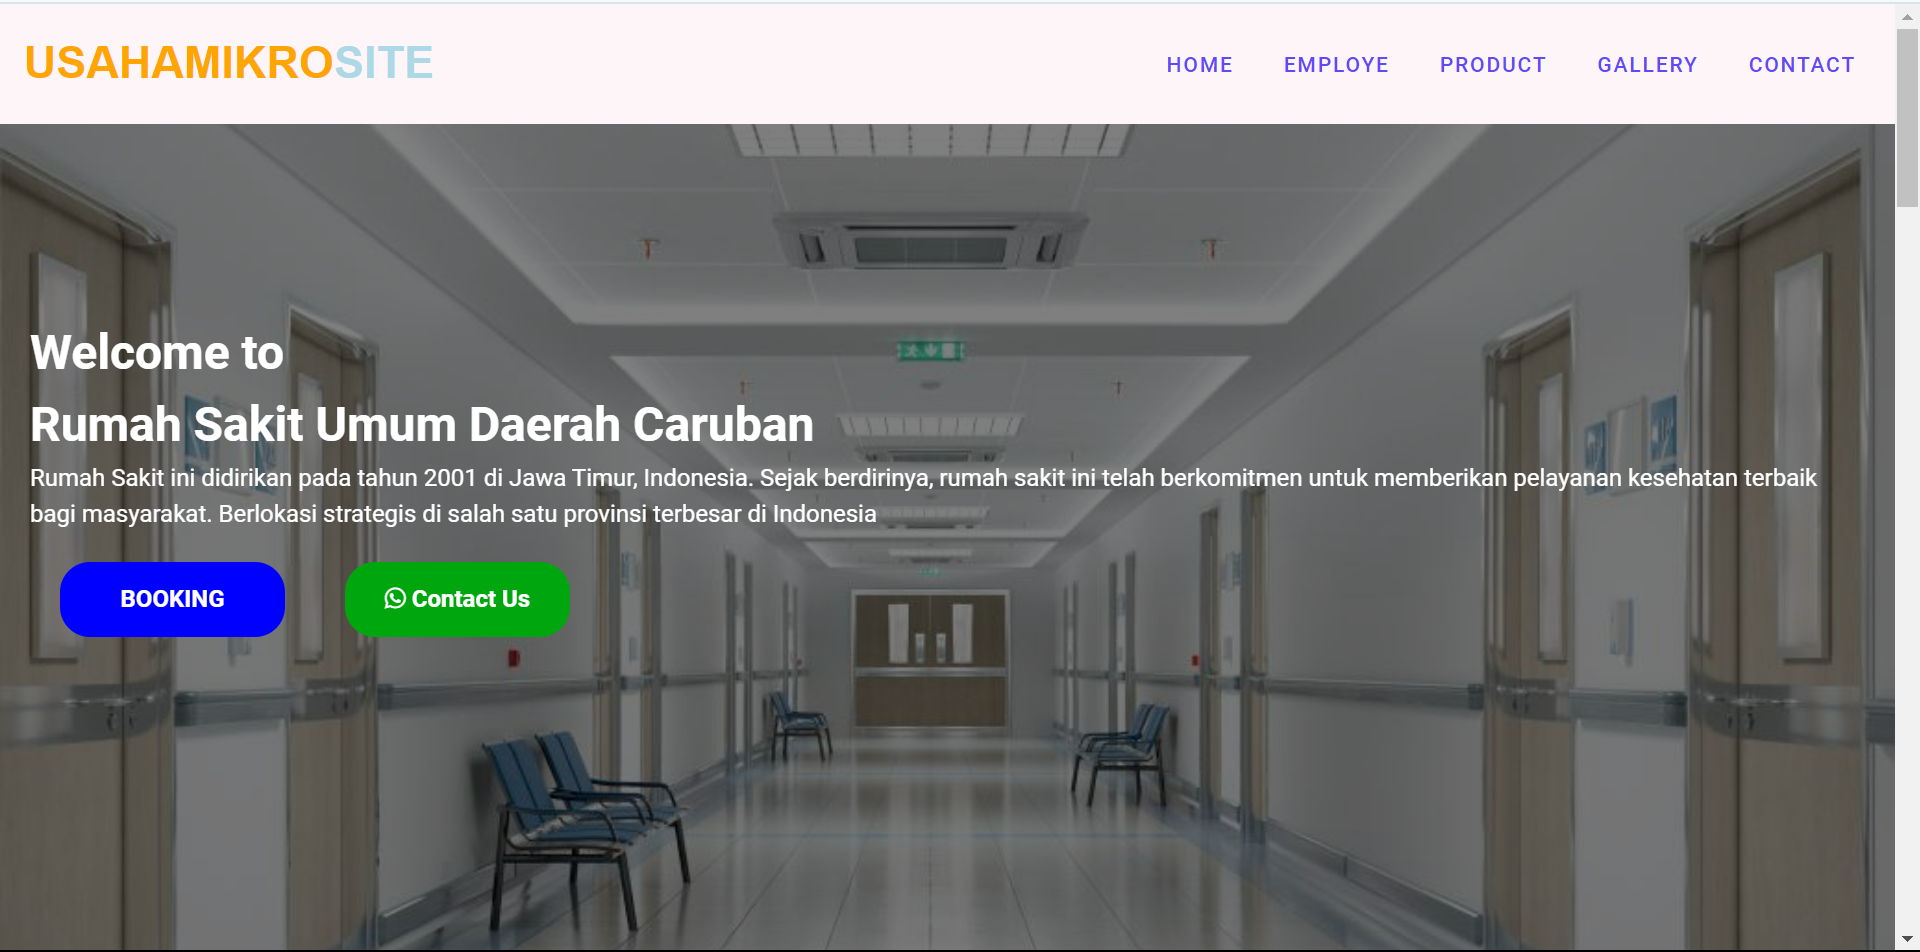 USAHAMIKROSITE
HOME EMPLOYE PRODUCT GALLERY CONTACT
Welcome to
Rumah Sakit Umum Daerah Caruban
Rumah Sakit ini didirikan pada tahun 2001 di Jawa Timur, Indonesia. Sejak berdirinya, rumah sakit ini telah berkomitmen untuk memberikan pelayanan kesehatan terbaik
bagi masyarakat. Berlokasi strategis di salah satu provinsi terbesar di Indonesia
BOOKING
Contact Us